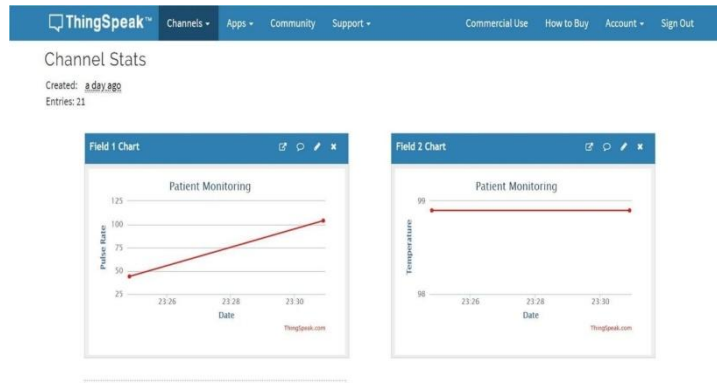 ThingSpeak™ Channels Apps Community Support Commercial Use How to Buy Account Sign Out
Channel Stats
Created: a day ago
Entries: 21
Field 1 Chart
Patient Monitoring
Pulse Rate
125
100
75
50
25
23:26 23:28 23:30
Date
ThingSpeak.com
Field 2 Chart
Patient Monitoring
Temperature
99
98
23:26 23:28 23:30
Date
ThingSpeak.com